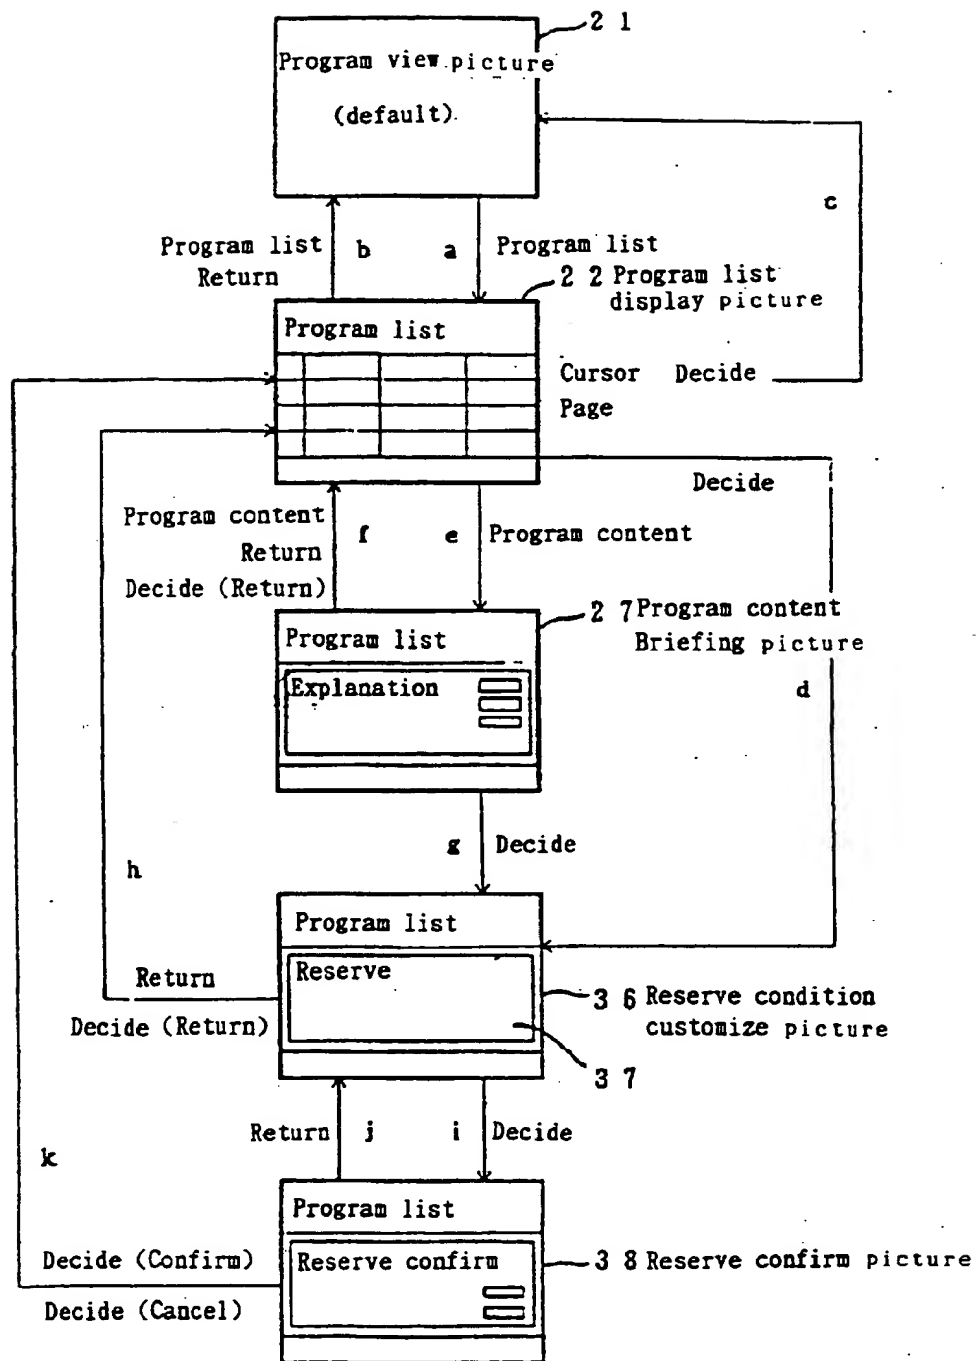 2 1
Program view picture
(default).
c
Program list
Return
b
a
Program list
2 2 Program list
display picture
Program list
Cursor Decide
Page
Decide
Program content
Return
Decide (Return)
f
e
Program content
2 7 Program content
Briefing picture
Program list
Explanation
d
g
Decide
h
Program list
Reserve
Return
Decide (Return)
3 6 Reserve condition
customize picture
3 7
Return
j
i
Decide
k
Program list
Reserve confirm
Decide (Confirm)
Decide (Cancel)
3 8 Reserve confirm picture